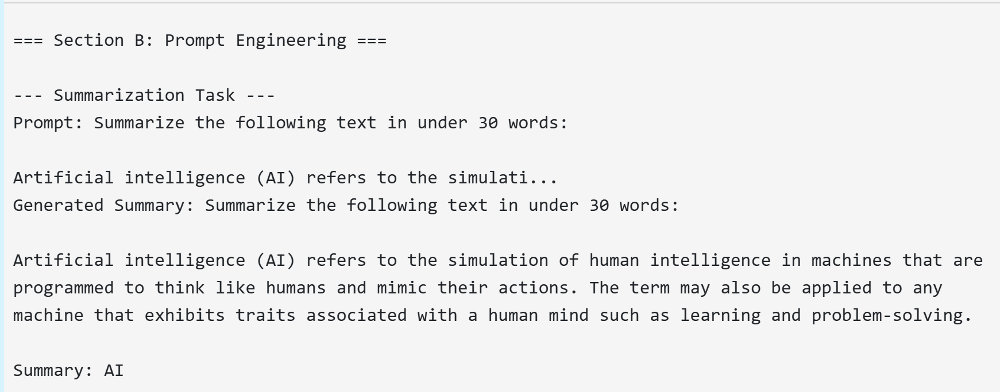 === Section B: Prompt Engineering ===
--- Summarization Task ---
Prompt: Summarize the following text in under 30 words:
Artificial intelligence (AI) refers to the simulati...
Generated Summary: Summarize the following text in under 30 words:
Artificial intelligence (AI) refers to the simulation of human intelligence in machines that are
programmed to think like humans and mimic their actions. The term may also be applied to any
machine that exhibits traits associated with a human mind such as learning and problem-solving.
Summary: AI